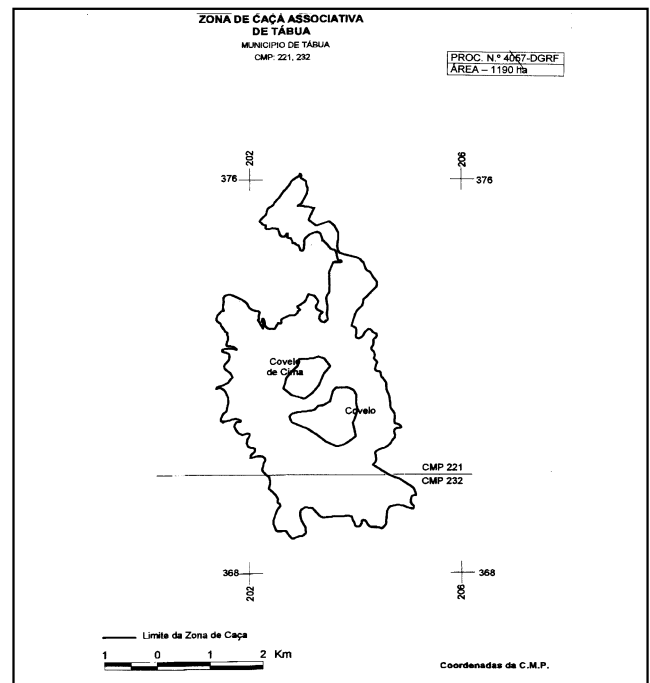 ZONA DE CAÇA ASSOCIATIVA
DE TÁBUA
MUNICIPIO DE TÁBUA
CMP: 221, 232
PROC. N.º 4057-DGRF
ÁREA – 1190 ha
202
206
376
376
Covelo
de Cima
Covelo
CMP 221
CMP 232
368
368
202
206
Limite da Zona de Caça
1 0 1 2 Km
Coordenadas da C.M.P.